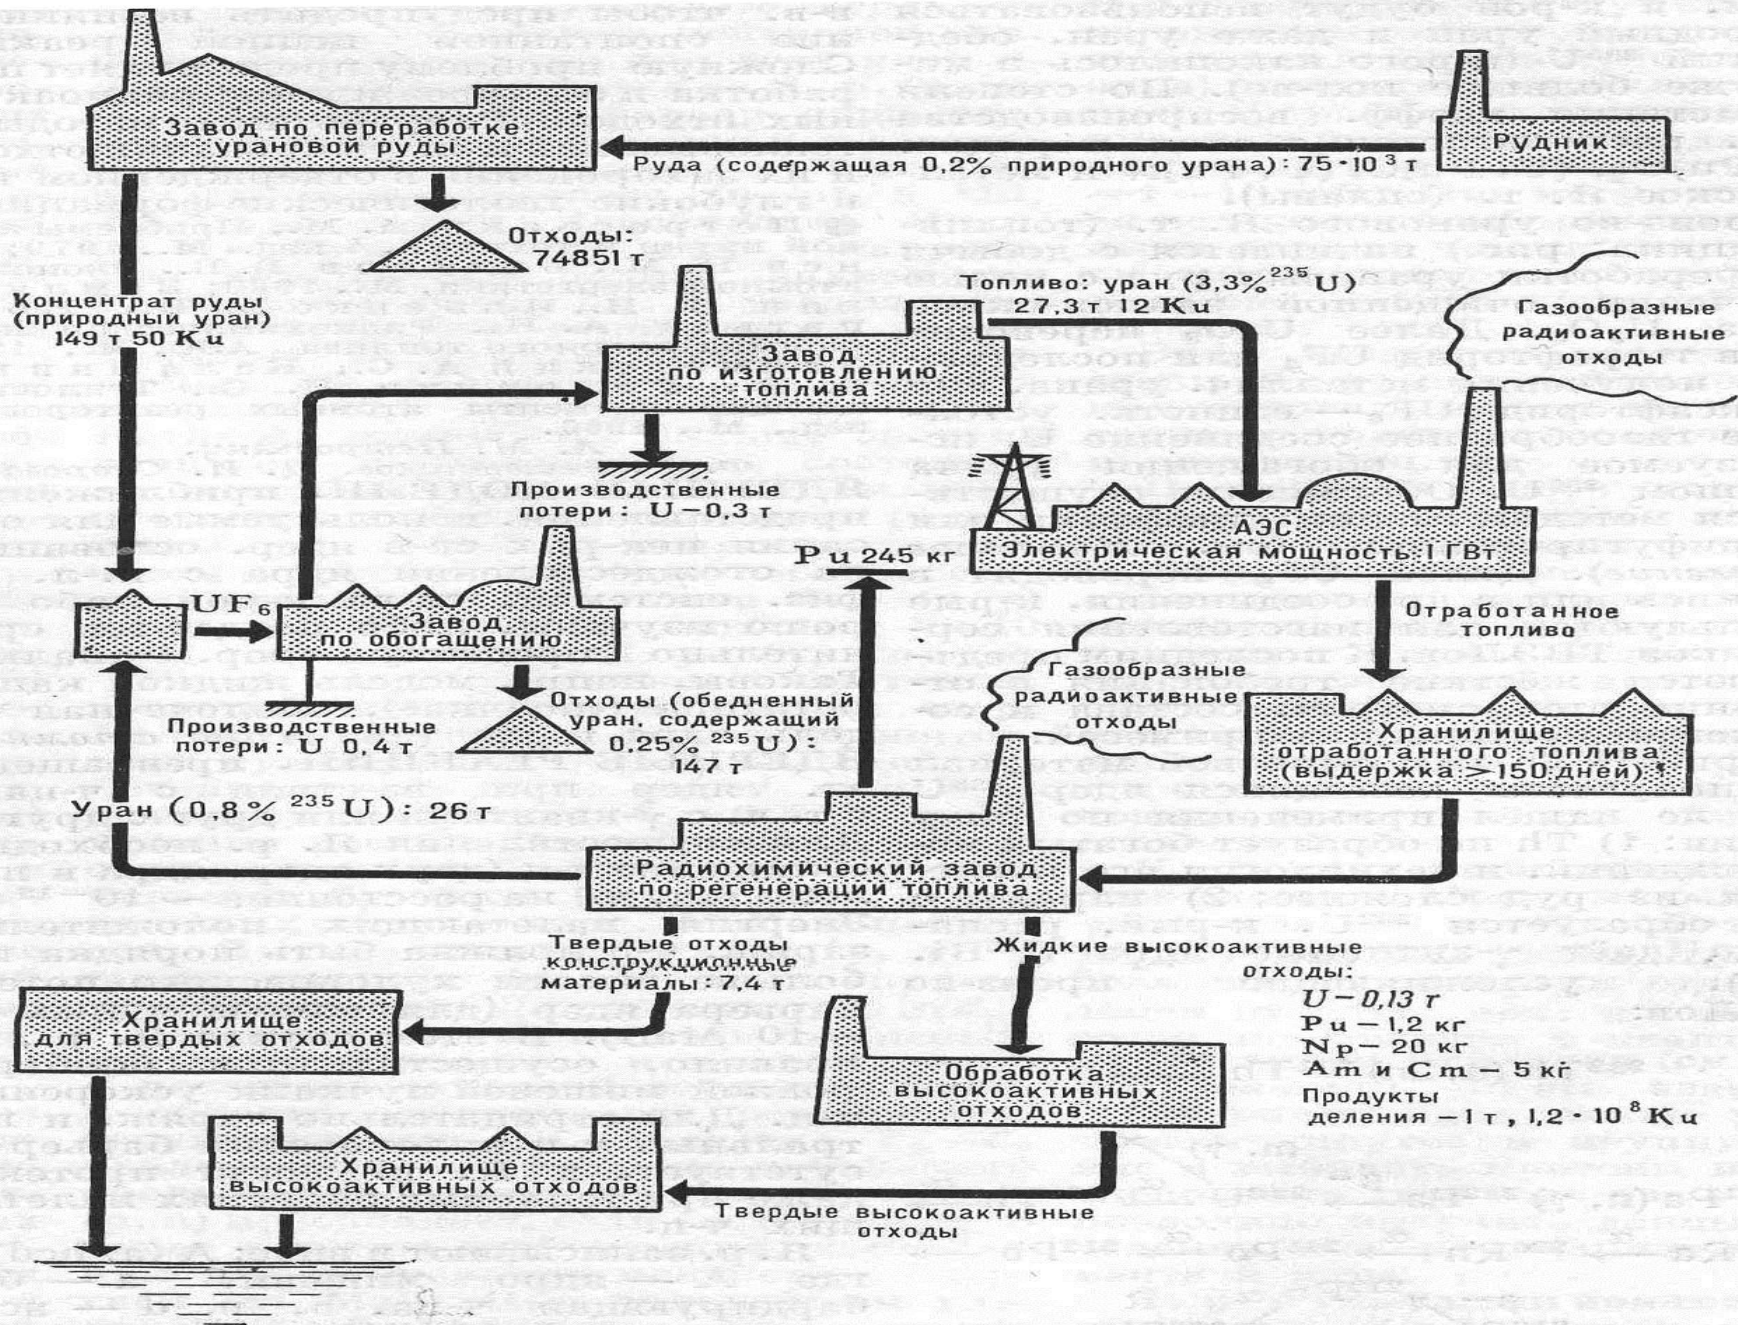 Завод по переработке
урановой руды
Рудник
Руда (содержащая 0,2% природного урана): 75·10³ т
Отходы:
74851 т
Концентрат руды
(природный уран)
149 т 50 Ku
Топливо: уран (3,3% ²³⁵U)
27,3 т 12 Ku
Газообразные
радиоактивные
отходы
Завод
по изготовлению
топлива
Производственные
потери: U—0,3 т
АЭС
Электрическая мощность 1 ГВт
Pu 245 кг
UF₆
Завод
по обогащению
Отработанное
топливо
Производственные
потери: U 0,4 т
Отходы (обедненный
уран, содержащий
0,25% ²³⁵U):
147 т
Газообразные
радиоактивные
отходы
Хранилище
отработанного топлива
(выдержка > 150 дней)
Уран (0,8% ²³⁵U): 26 т
Радиохимический завод
по регенерации топлива
Твердые отходы
конструкционные
материалы: 7,4 т
Жидкие высокоактивные
отходы:
U—0,13 т
Pu—1,2 кг
Np—20 кг
Am и Cm—5 кг
Продукты
деления—1 т, 1,2·10⁸ Ku
Хранилище
для твердых отходов
Обработка
высокоактивных
отходов
Хранилище
высокоактивных отходов
Твердые высокоактивные
отходы